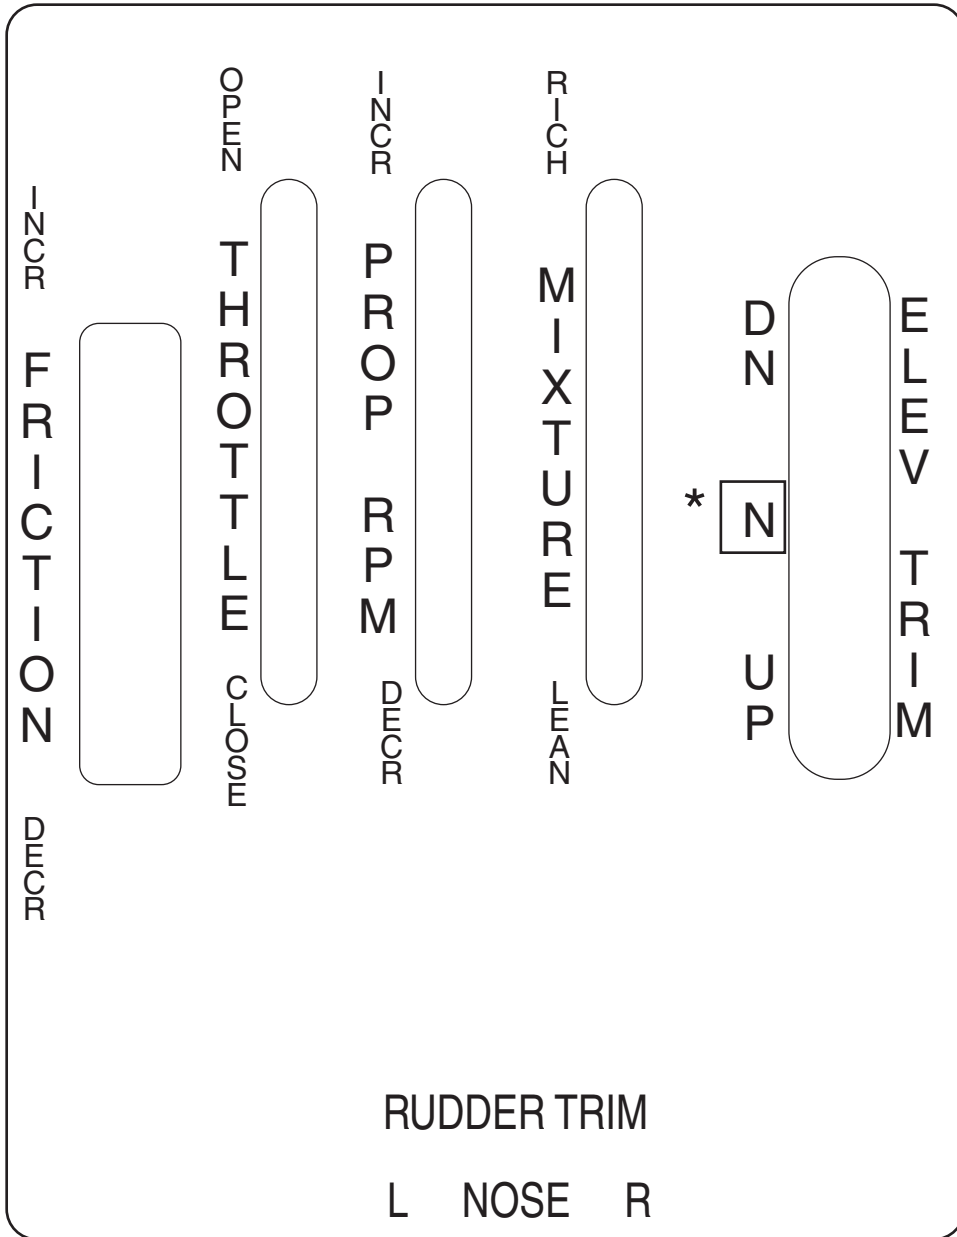 INCR
FRICTION
DECR
OPEN
THROTTLE
CLOSE
INCR
PROP RPM
DECR
RICH
MIXTURE
LEAN
DN
* N
UP
ELEV TRIM
RUDDER TRIM
L NOSE R